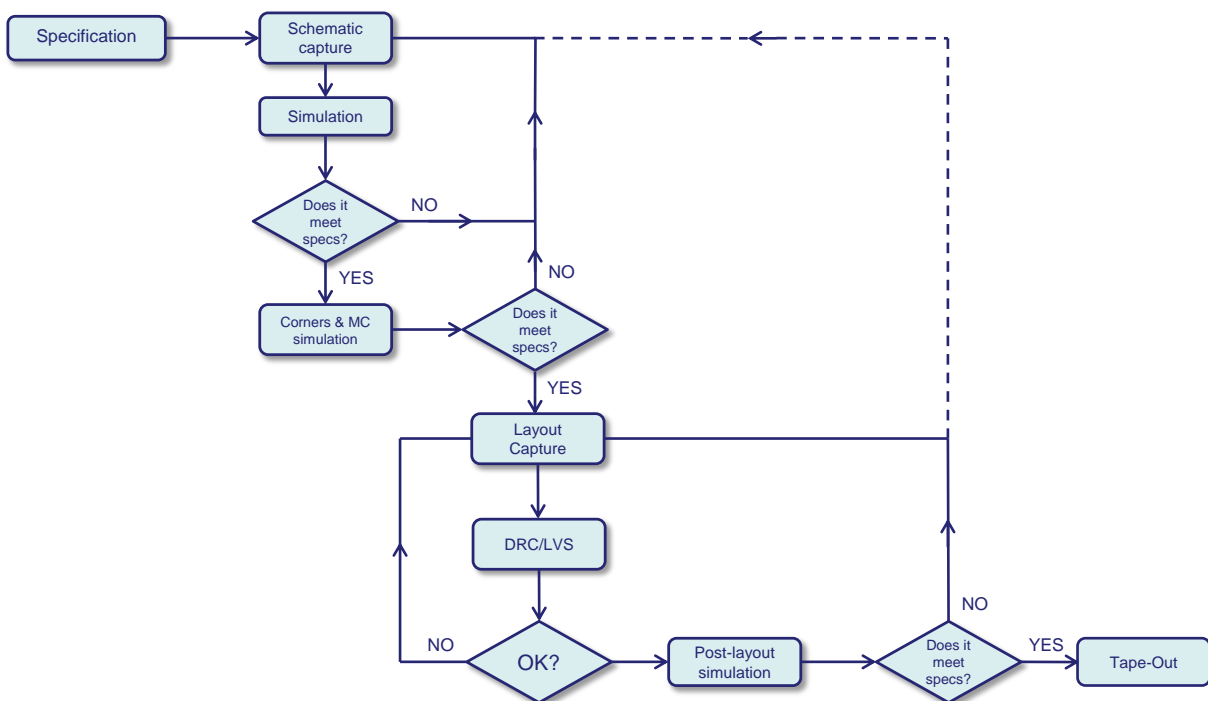 Specification
Schematic
capture
Simulation
Does it
meet
specs?
NO
YES
Corners & MC
simulation
Does it
meet
specs?
NO
YES
Layout
Capture
DRC/LVS
OK?
NO
Post-layout
simulation
Does it
meet
specs?
NO
YES
Tape-Out